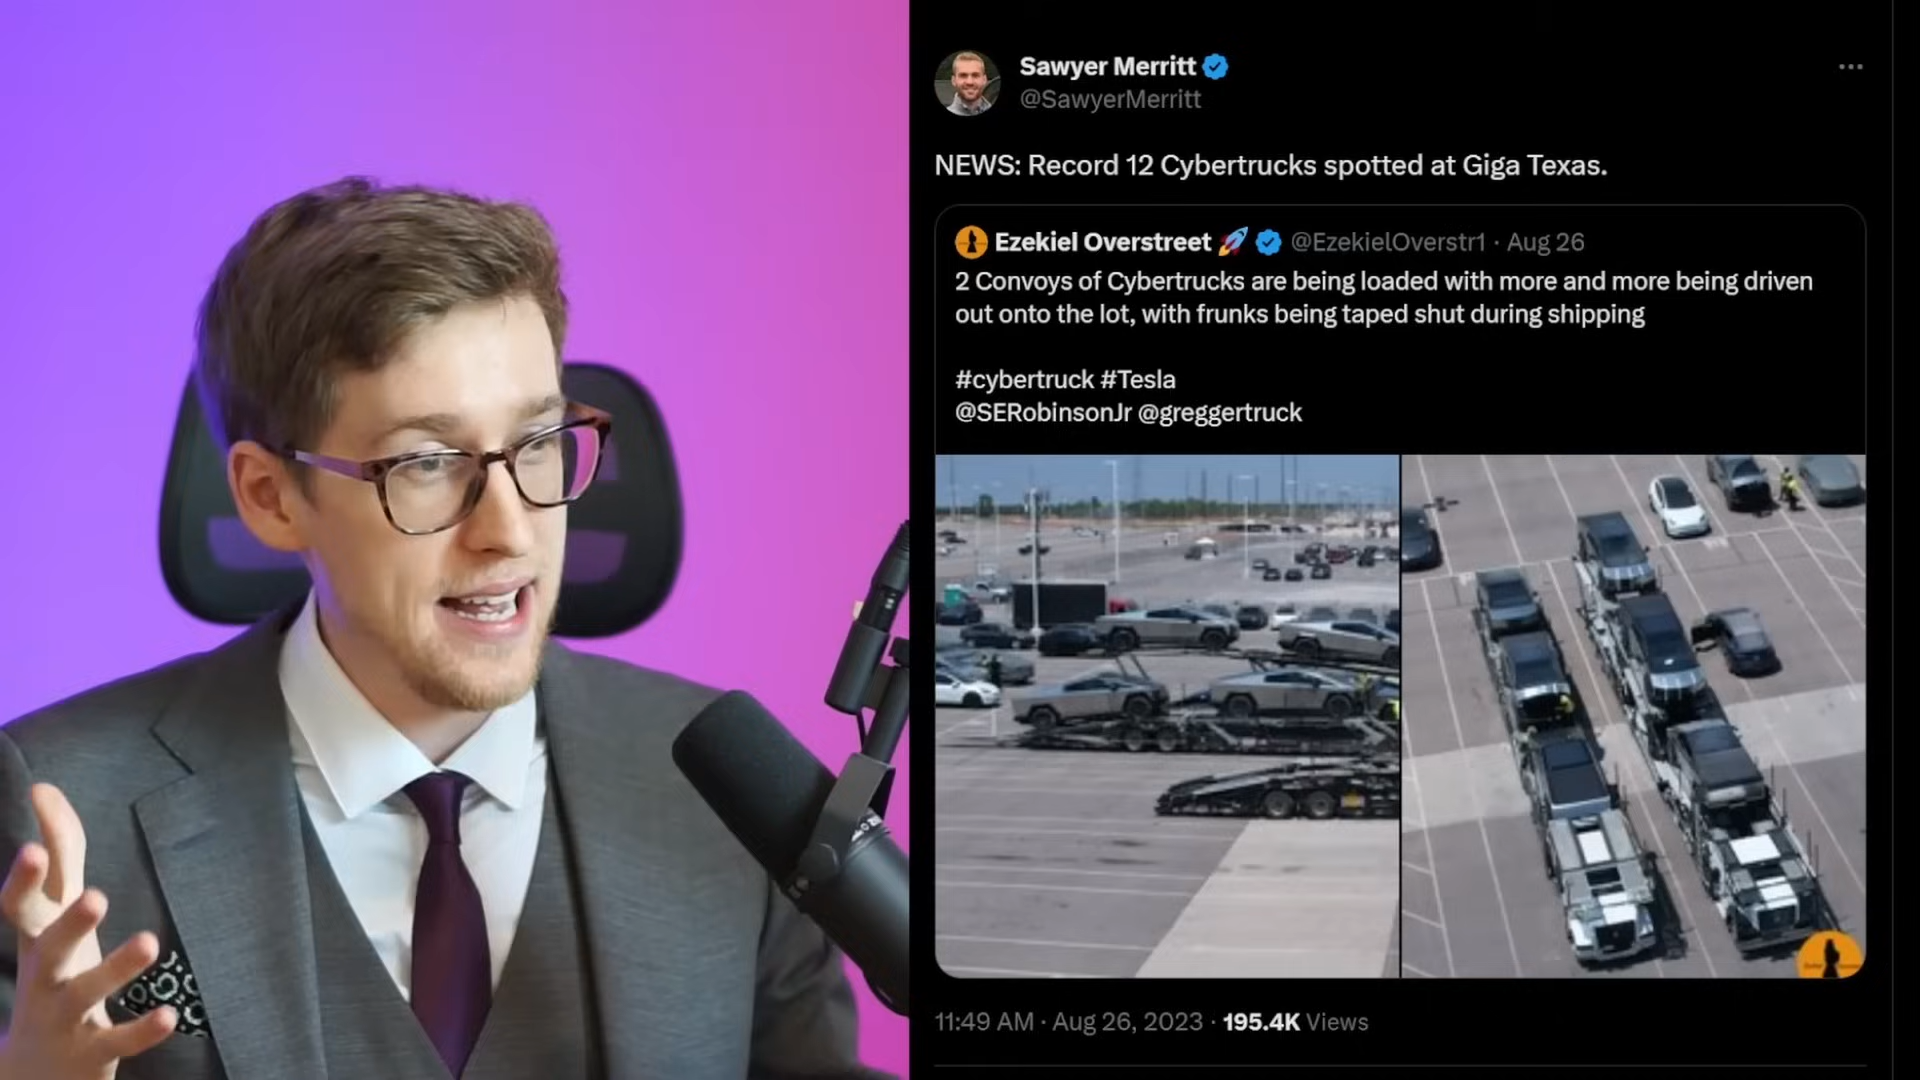 Sawyer Merritt
@SawyerMerritt
NEWS: Record 12 Cybertrucks spotted at Giga Texas.
Ezekiel Overstreet 🚀 @EzekielOverstr1 · Aug 26
2 Convoys of Cybertrucks are being loaded with more and more being driven
out onto the lot, with frunks being taped shut during shipping
#cybertruck #Tesla
@SERobinsonJr @greggertruck
11:49 AM · Aug 26, 2023 · 195.4K Views